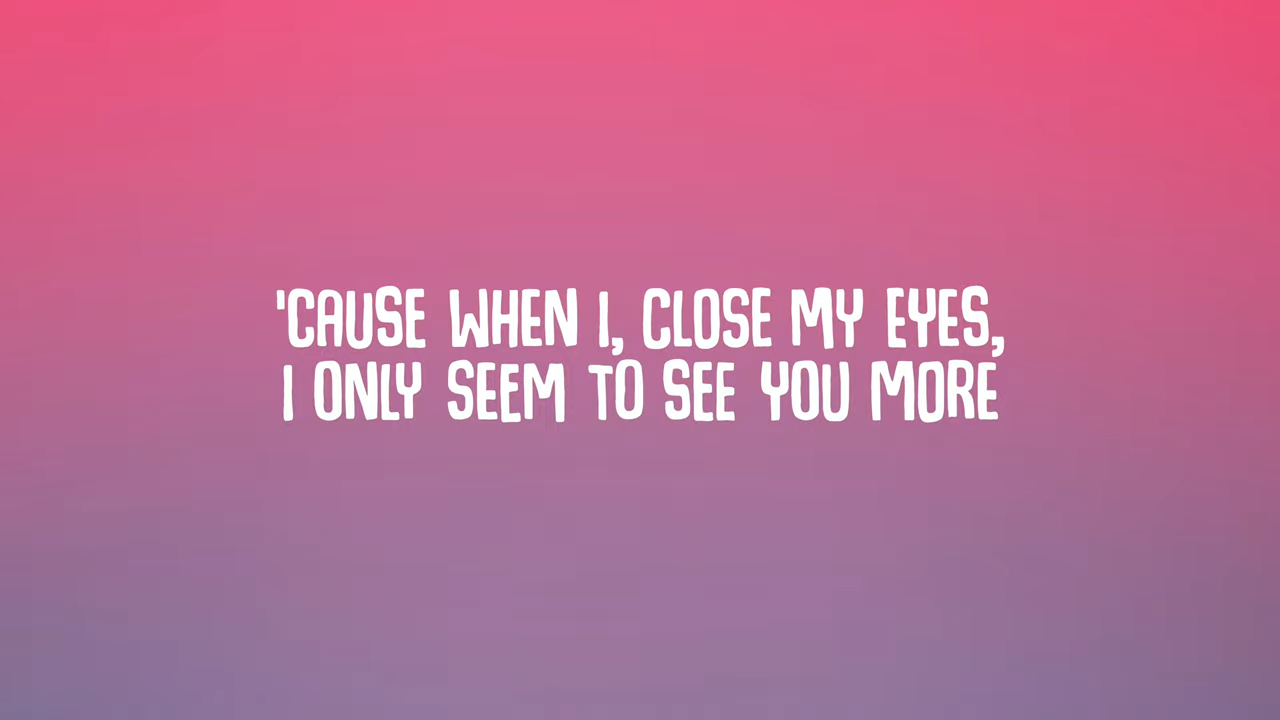 'CAUSE WHEN I, CLOSE MY EYES,
I ONLY SEEM TO SEE YOU MORE